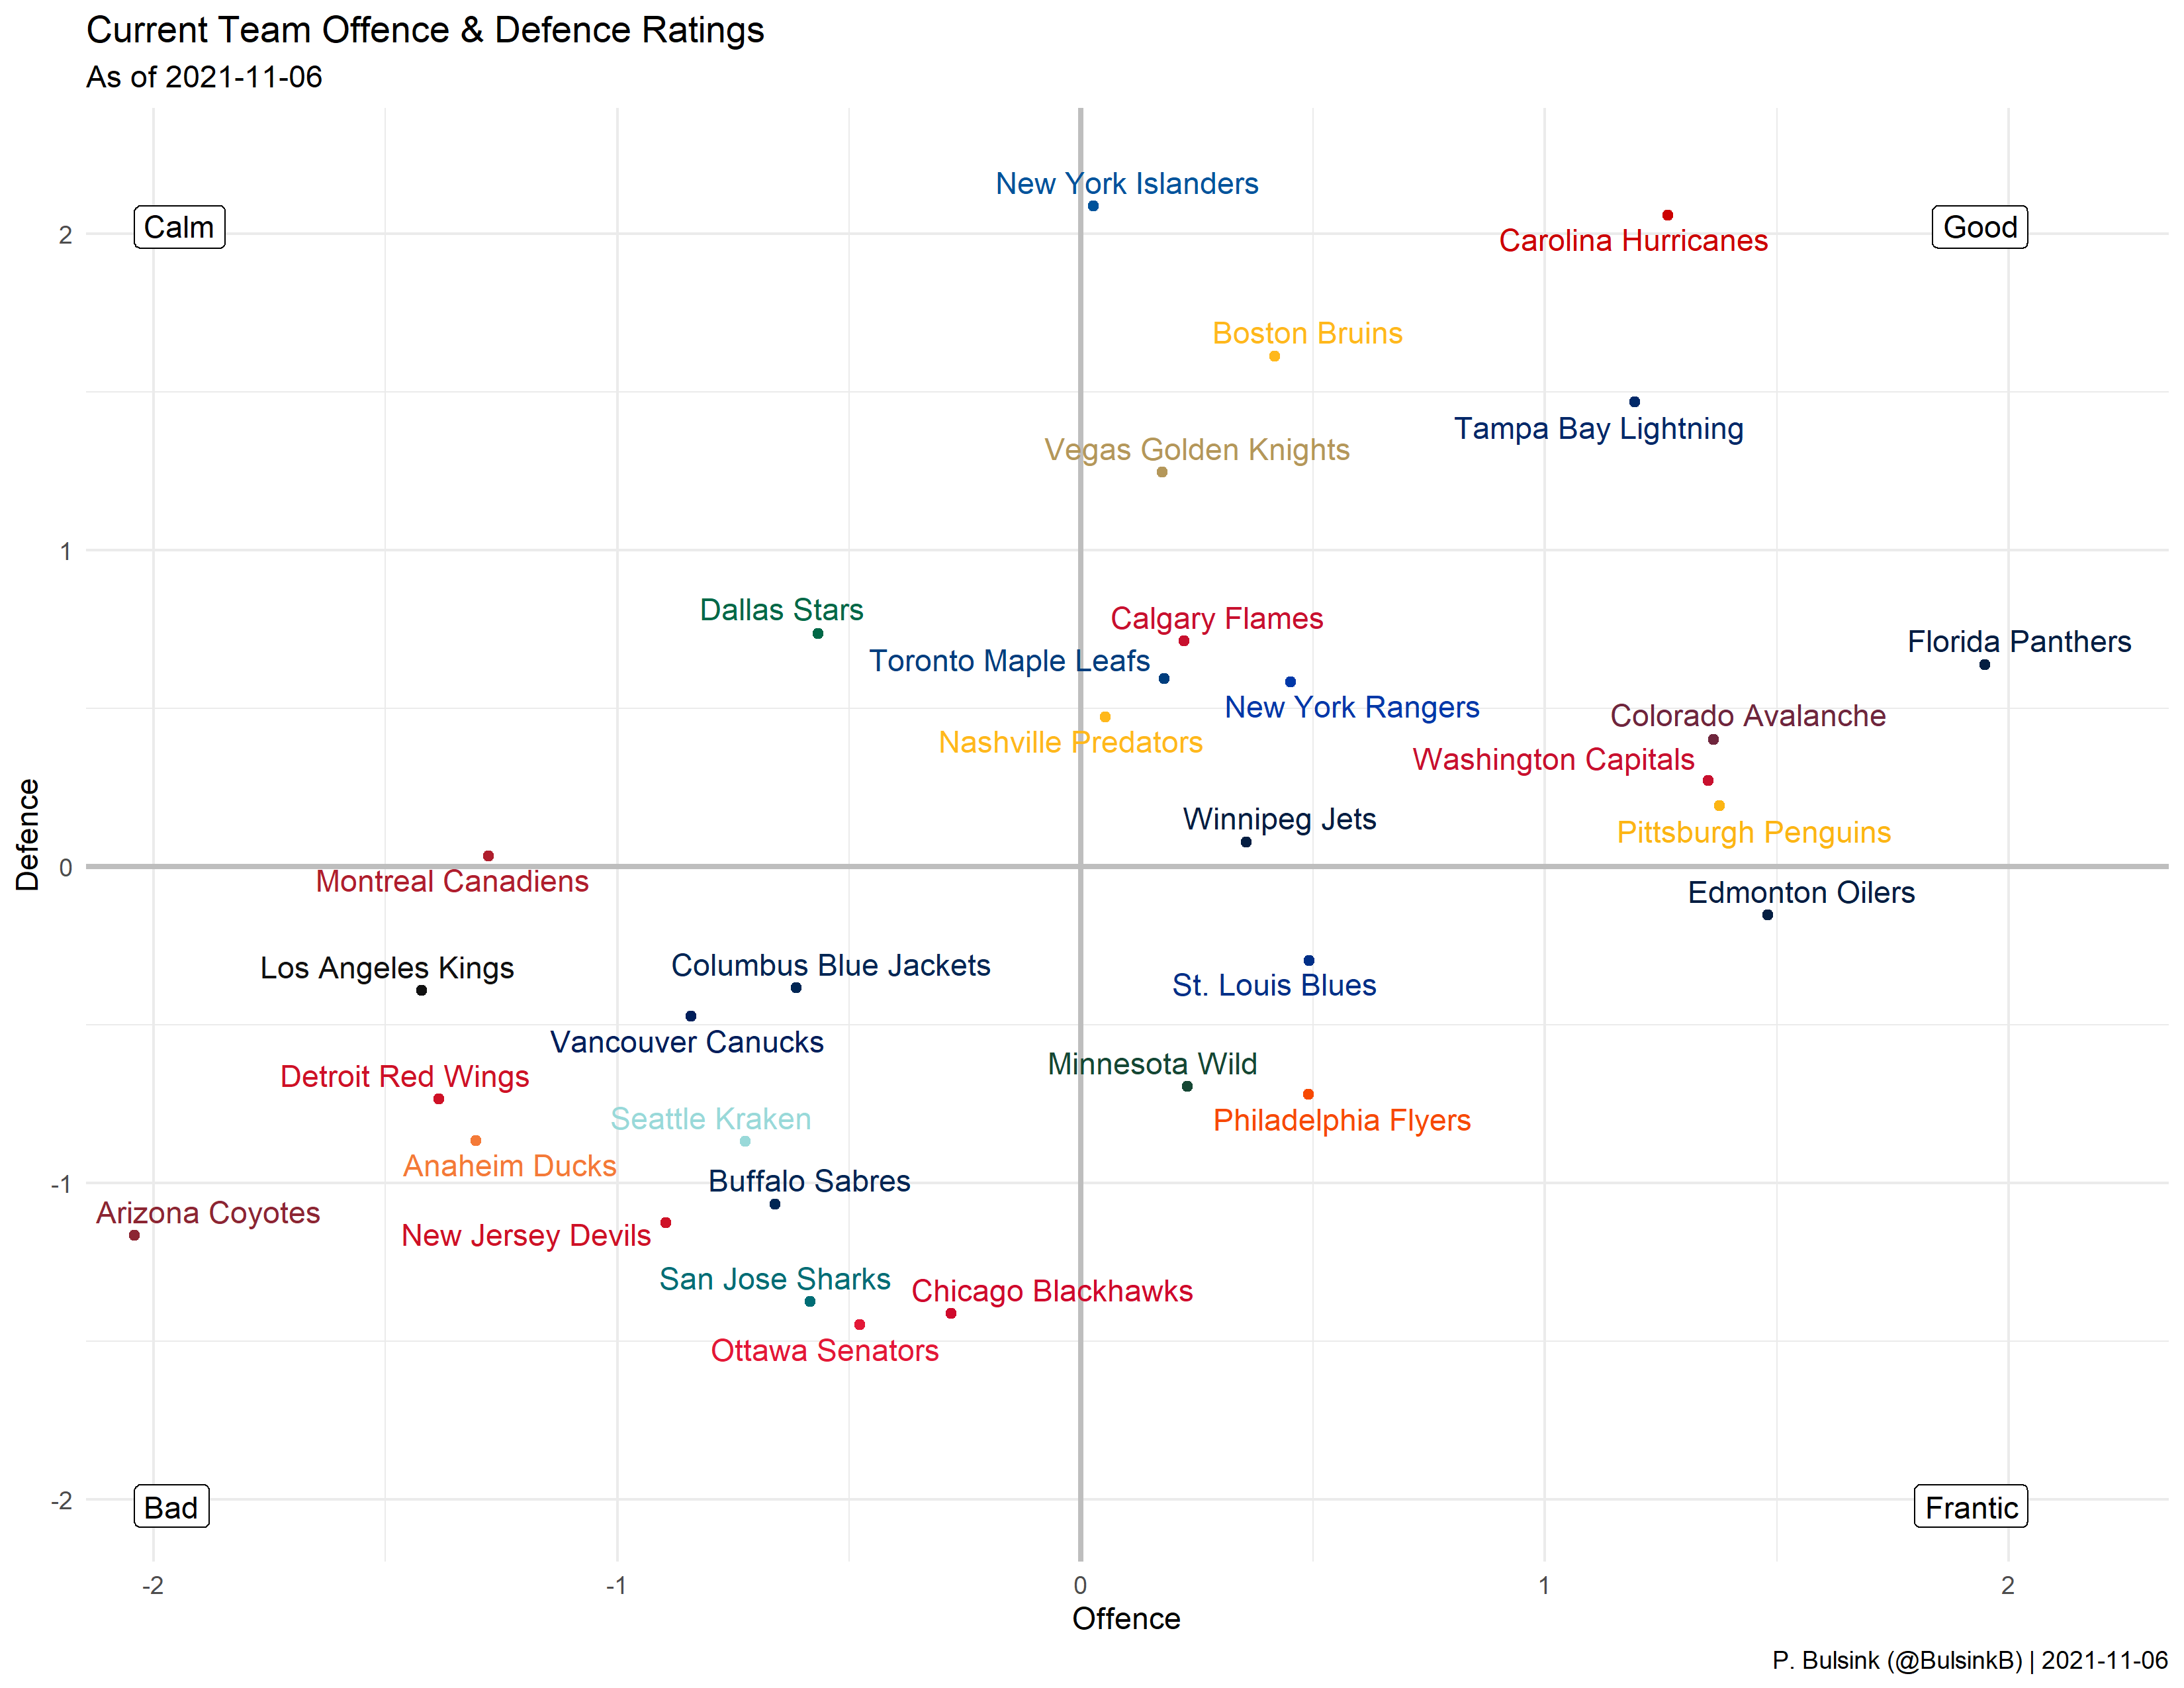 Current Team Offence & Defence Ratings
As of 2021-11-06
New York Islanders
Calm
Good
2
Carolina Hurricanes
Boston Bruins
Tampa Bay Lightning
Vegas Golden Knights
1
Dallas Stars
Calgary Flames
Florida Panthers
Toronto Maple Leafs
New York Rangers
Colorado Avalanche
Nashville Predators
Washington Capitals
Winnipeg Jets
Pittsburgh Penguins
Defence
0
Montreal Canadiens
Edmonton Oilers
Los Angeles Kings
Columbus Blue Jackets
St. Louis Blues
Vancouver Canucks
Minnesota Wild
Detroit Red Wings
Seattle Kraken
Philadelphia Flyers
Anaheim Ducks
Buffalo Sabres
-1
Arizona Coyotes
New Jersey Devils
San Jose Sharks
Chicago Blackhawks
Ottawa Senators
-2
Bad
Frantic
-2
-1
0
1
2
Offence
P. Bulsink (@BulsinkB) | 2021-11-06